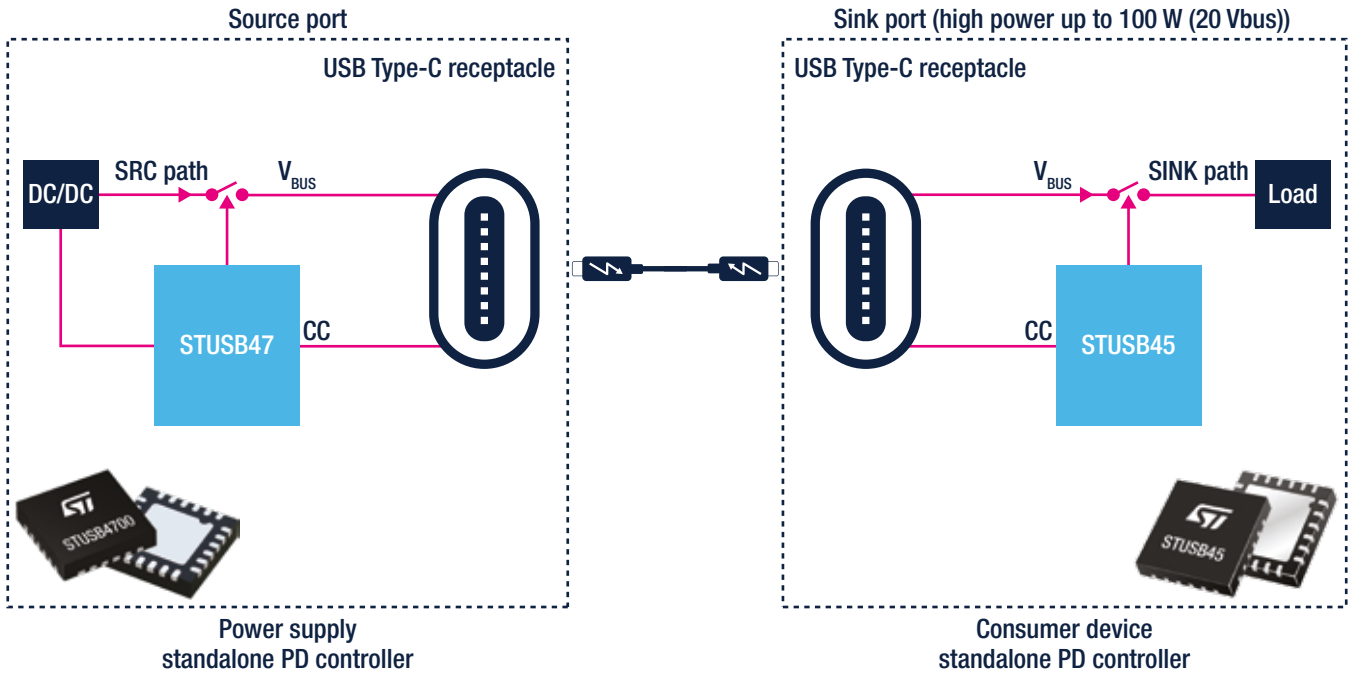 Source port
Sink port (high power up to 100 W (20 Vbus))
USB Type-C receptacle
USB Type-C receptacle
DC/DC
SRC path
VBUS
VBUS
SINK path
Load
STUSB47
CC
CC
STUSB45
ST
STUSB4700
ST
STUSB45
Power supply
standalone PD controller
Consumer device
standalone PD controller